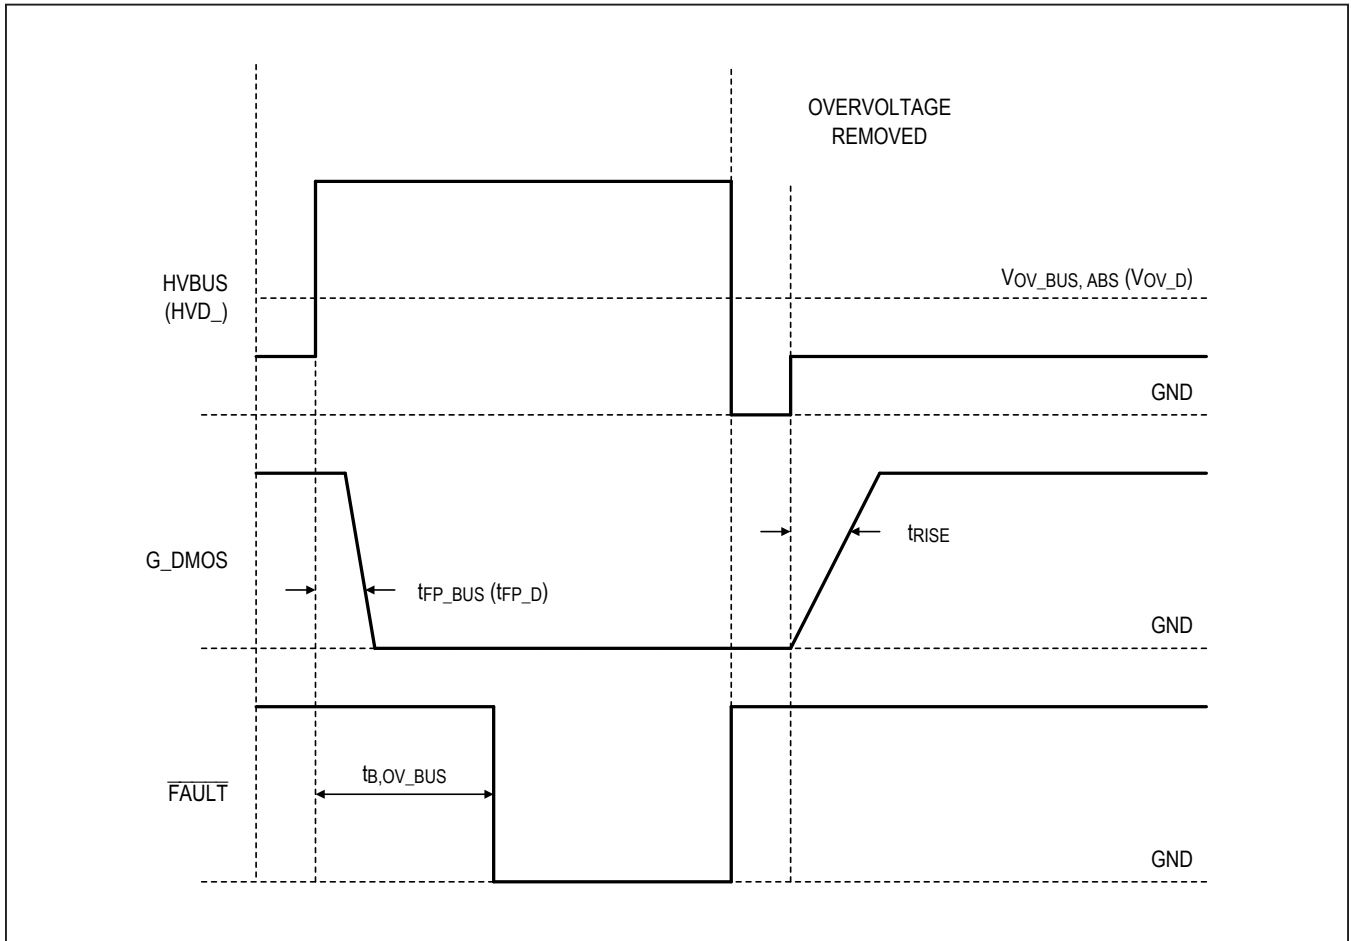 OVERVOLTAGE
REMOVED
HVBUS
(HVD_)
VOV_BUS, ABS (VOV_D)
GND
G_DMOS
tRISE
tFP_BUS (tFP_D)
GND
FAULT
tB,OV_BUS
GND